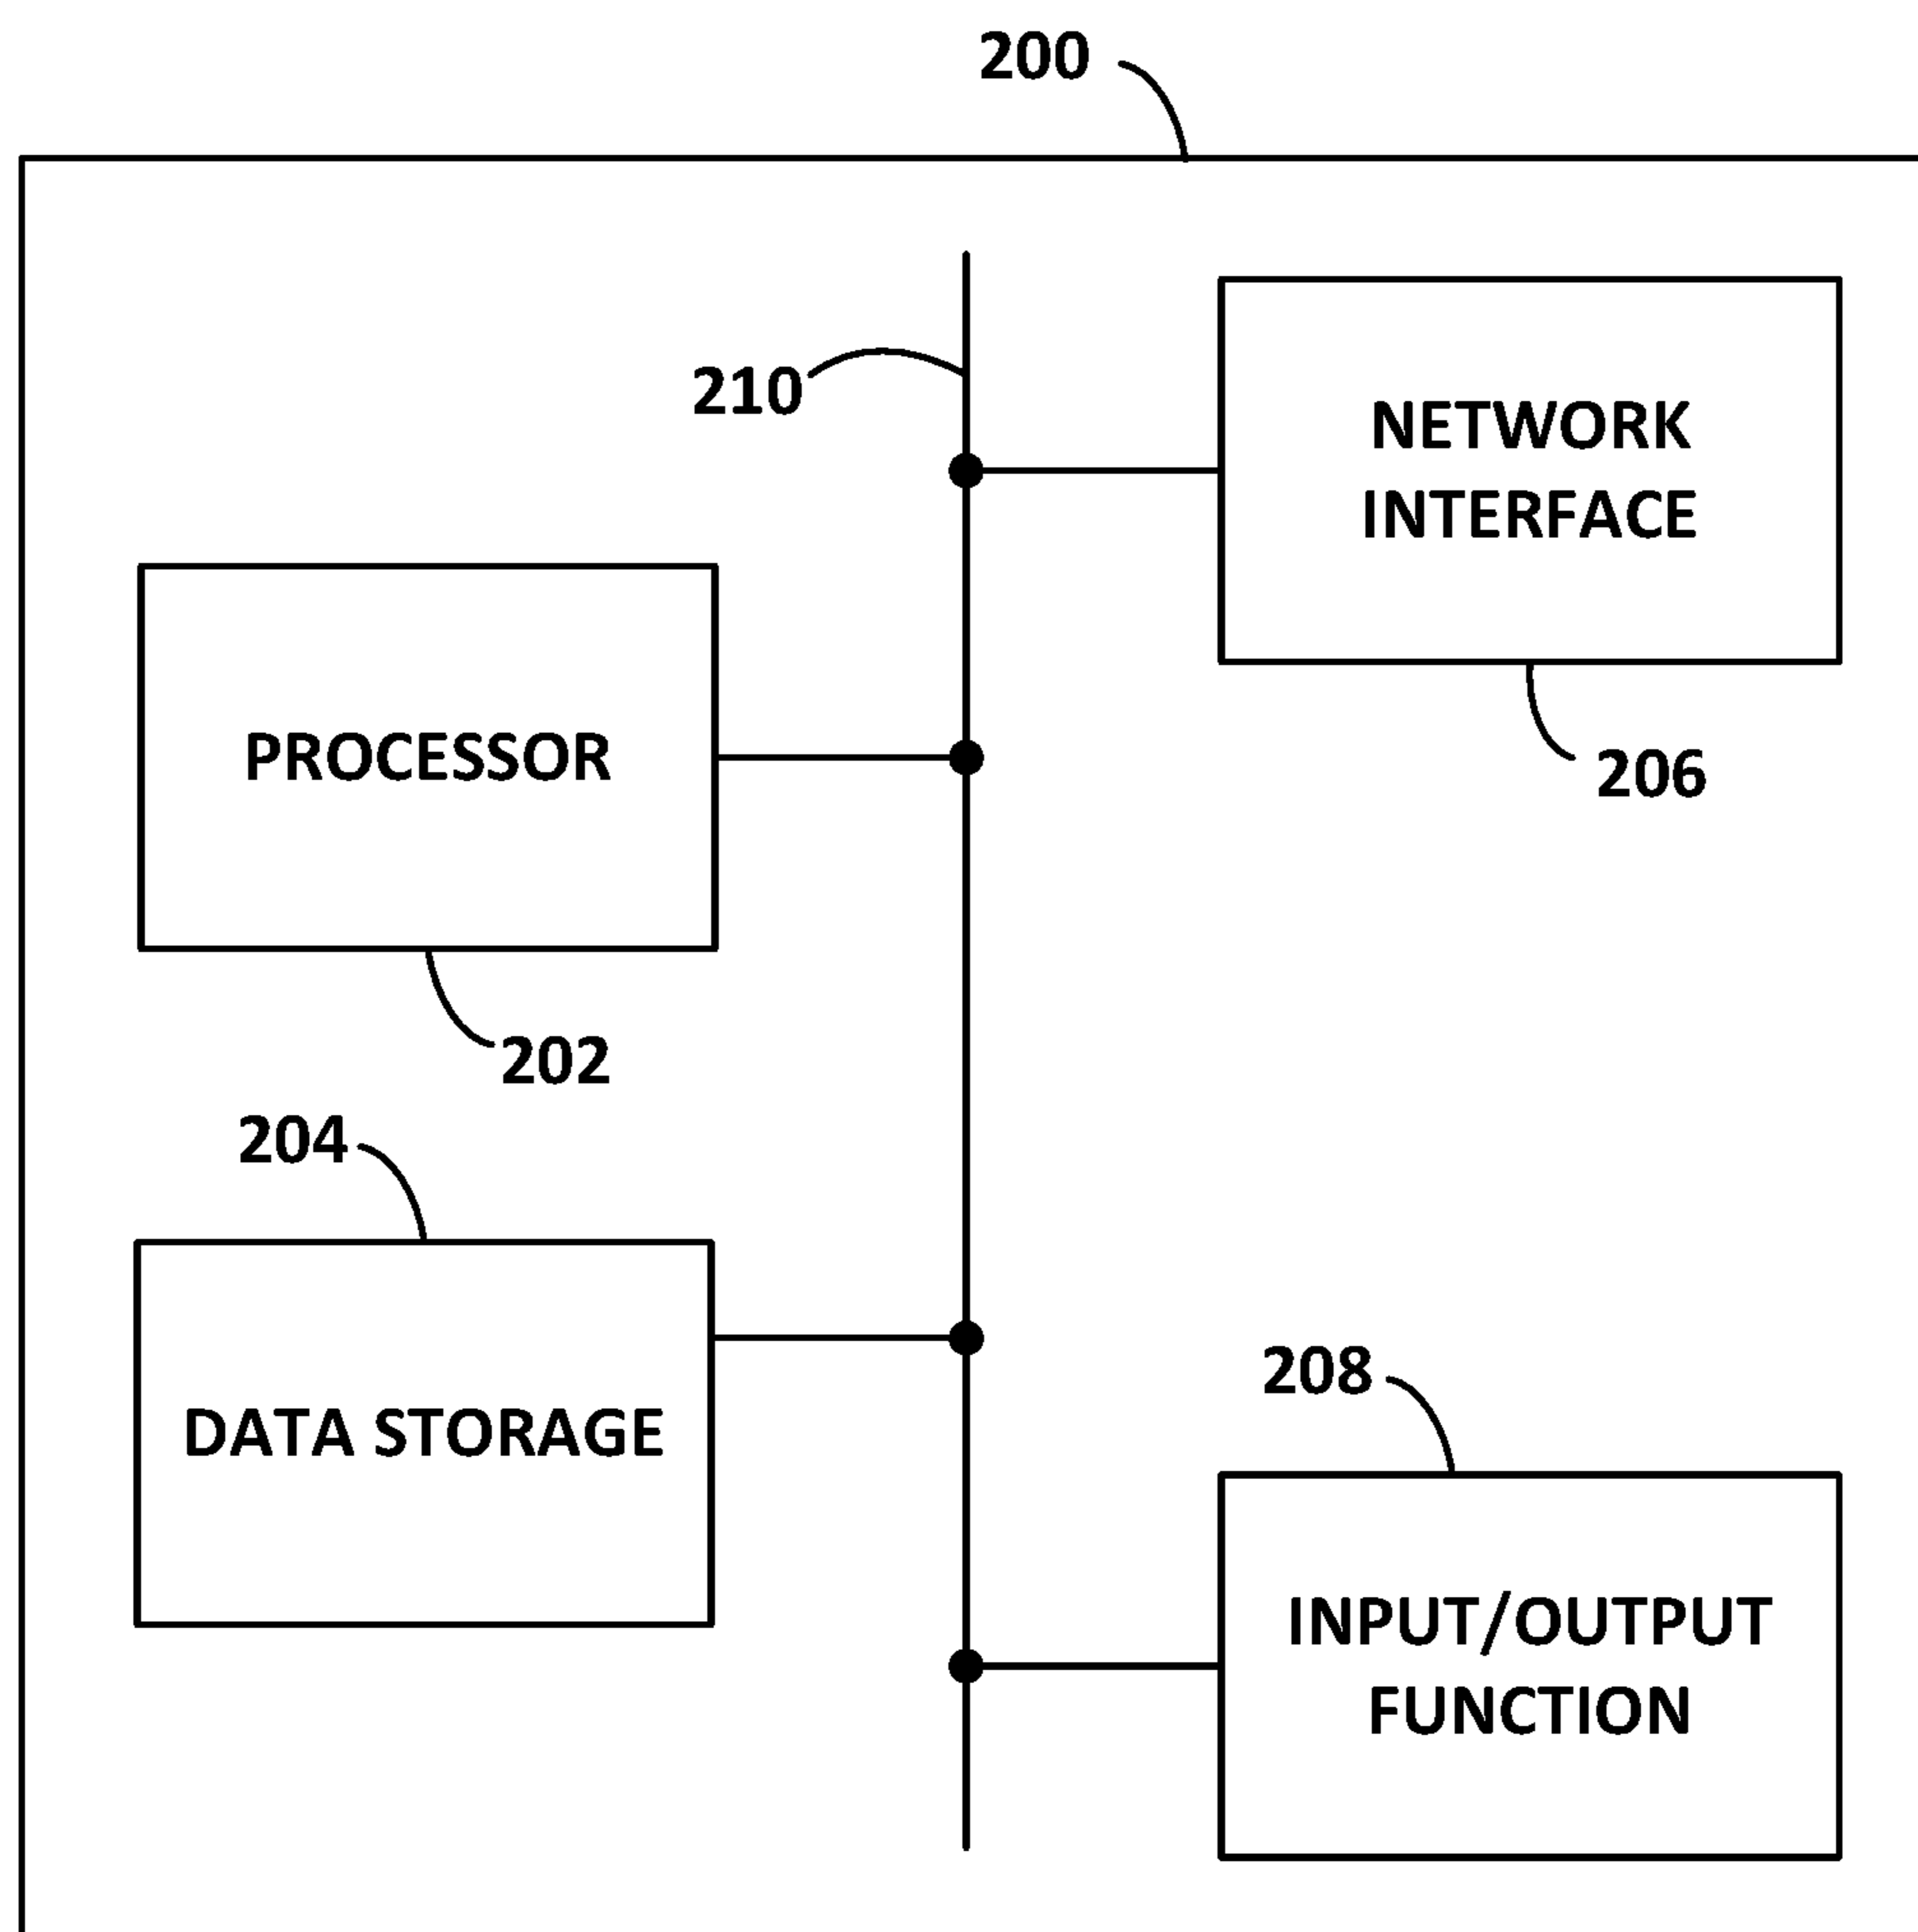 200
210
NETWORK
INTERFACE
PROCESSOR
206
202
204
208
DATA STORAGE
INPUT/OUTPUT
FUNCTION